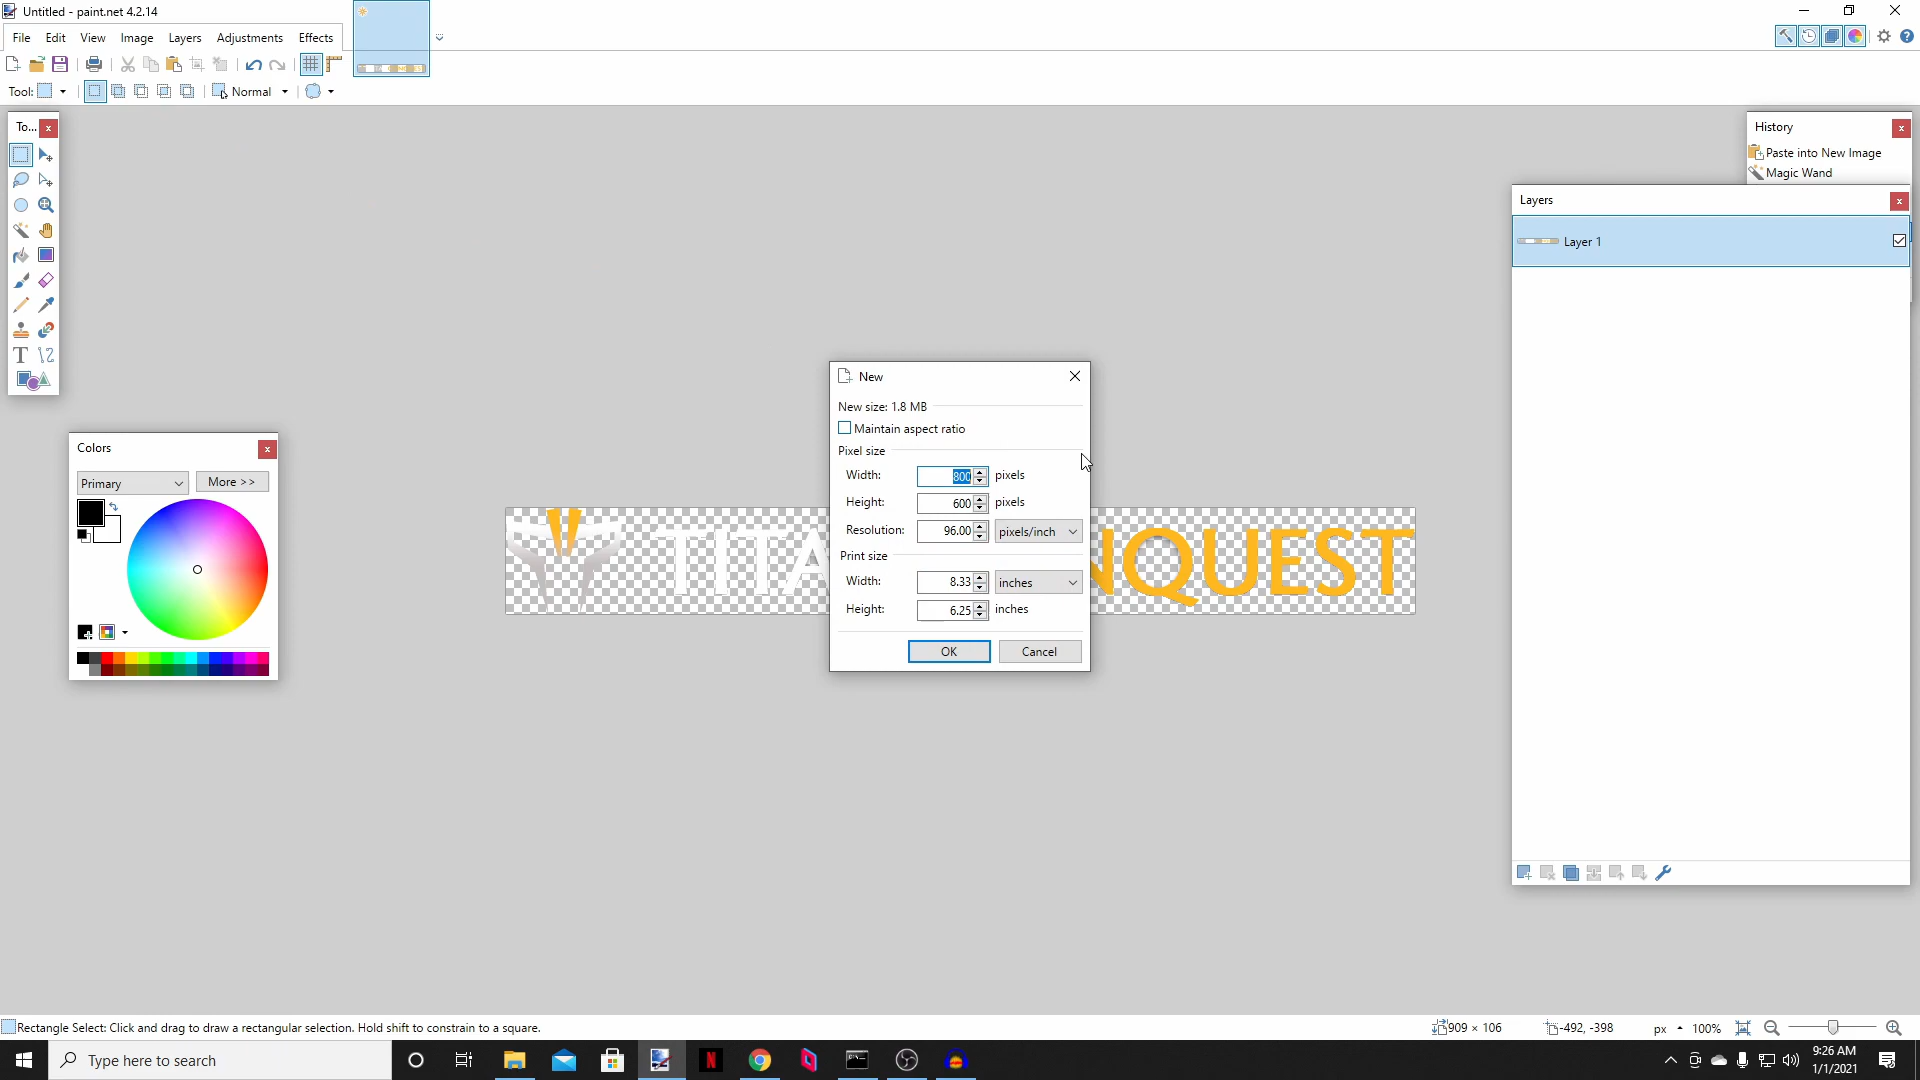 Untitled - paint.net 4.2.14
File Edit View Image Layers Adjustments Effects
Tool: Normal
To...
History
Paste into New Image
Magic Wand
Layers
Layer 1
New
New size: 1.8 MB
Maintain aspect ratio
Pixel size
Width: 800 pixels
Height: 600 pixels
Resolution: 96.00 pixels/inch
Print size
Width: 8.33 inches
Height: 6.25 inches
OK Cancel
Colors
Primary More >>
TITA NQUEST
Rectangle Select: Click and drag to draw a rectangular selection. Hold shift to constrain to a square.
909 × 106 -492, -398 px 100%
Type here to search
9:26 AM
1/1/2021